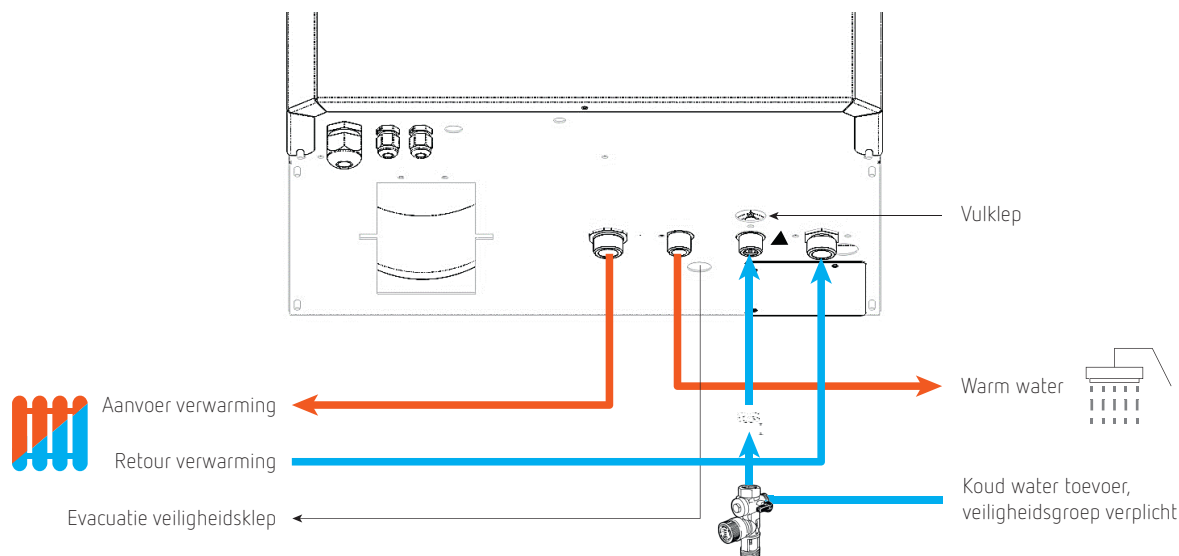 Vulklep
Warm water
Aanvoer verwarming
Retour verwarming
Koud water toevoer,
veiligheidsgroep verplicht
Evacuatie veiligheidsklep